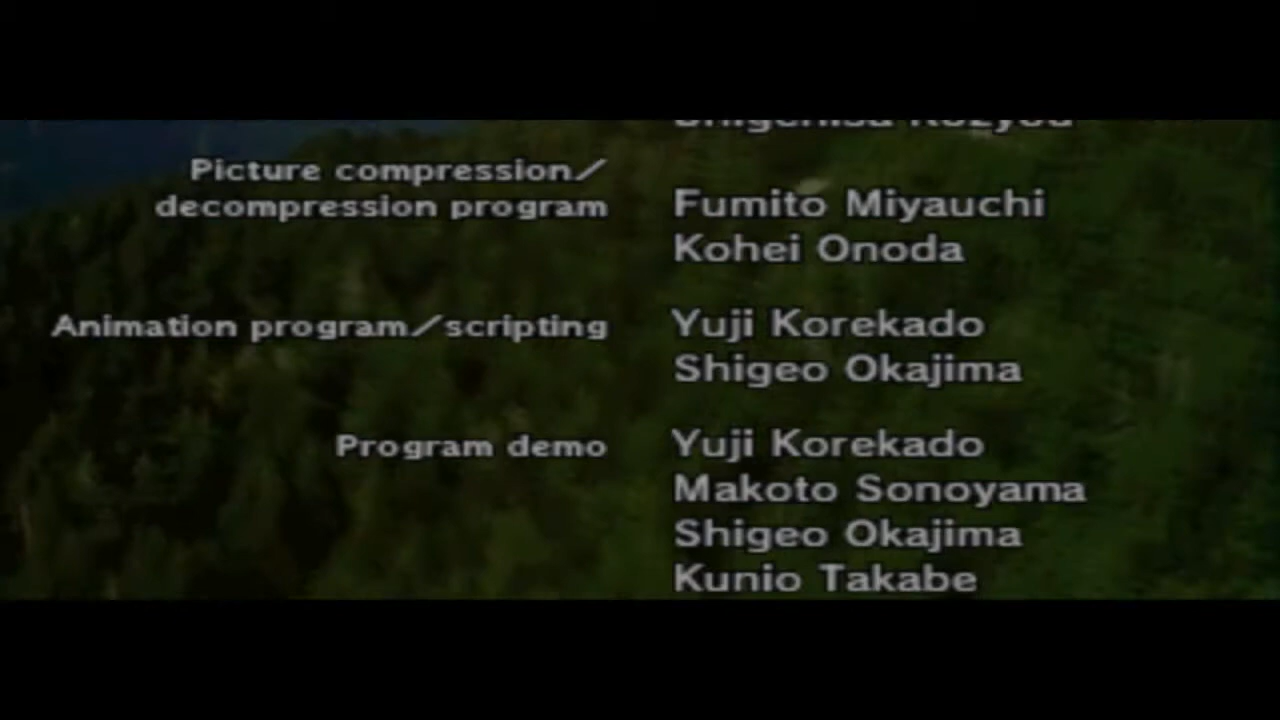 Picture compression/
decompression program Fumito Miyauchi
Kohei Onoda
Animation program/scripting Yuji Korekado
Shigeo Okajima
Program demo Yuji Korekado
Makoto Sonoyama
Shigeo Okajima
Kunio Takabe